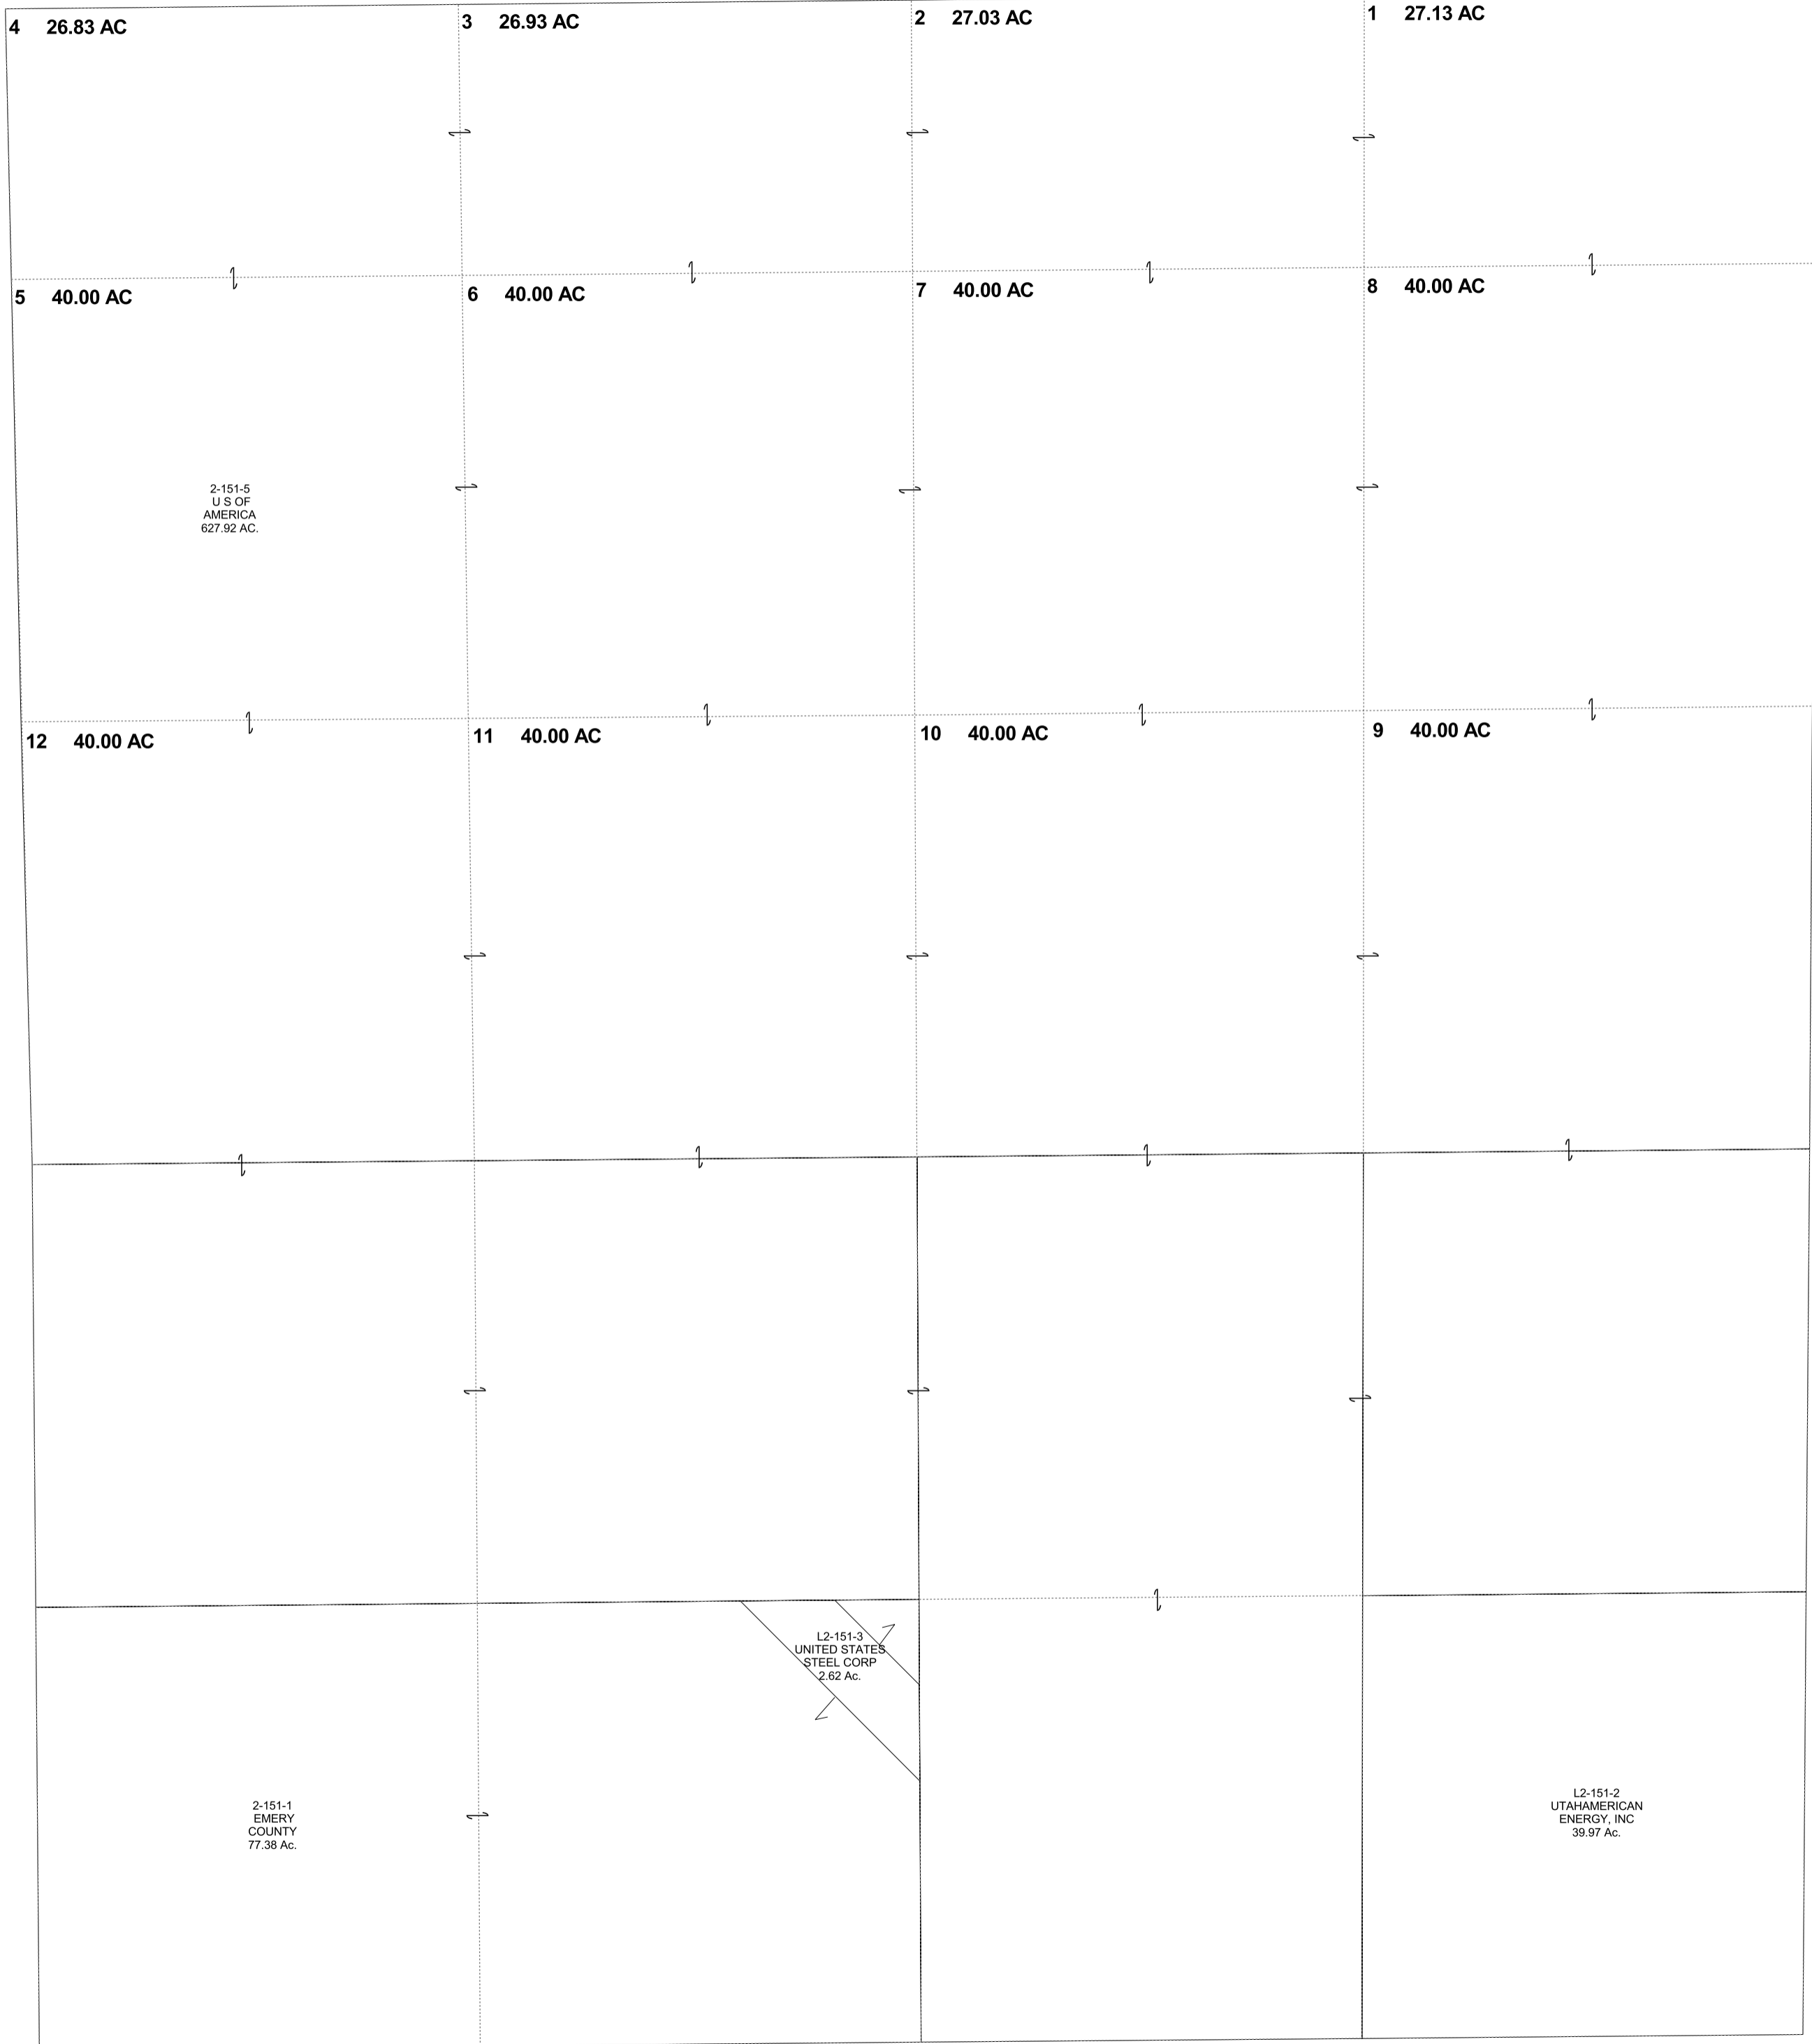 4 26.83 AC
3 26.93 AC
2 27.03 AC
1 27.13 AC
5 40.00 AC
6 40.00 AC
7 40.00 AC
8 40.00 AC
2-151-5
U S OF
AMERICA
627.92 AC.
12 40.00 AC
11 40.00 AC
10 40.00 AC
9 40.00 AC
L2-151-3
UNITED STATES
STEEL CORP
2.62 Ac.
2-151-1
EMERY
COUNTY
77.38 Ac.
L2-151-2
UTAHAMERICAN
ENERGY, INC
39.97 Ac.